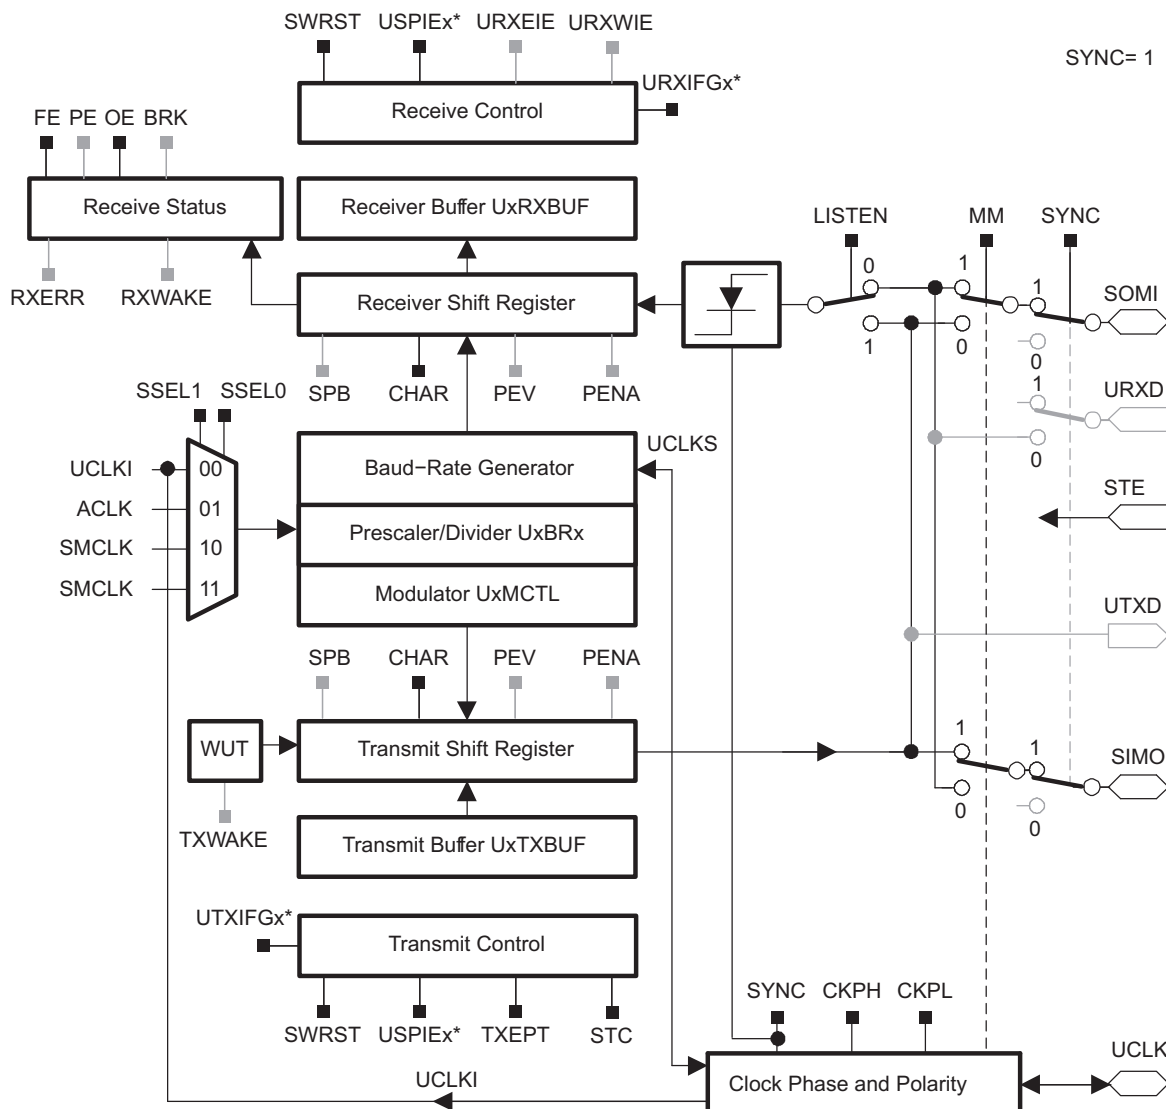 SWRST USPIEx* URXEIE URXWIE
SYNC= 1
URXIFGx*
Receive Control
FE PE OE BRK
Receive Status
Receiver Buffer UxRXBUF
LISTEN MM SYNC
RXERR RXWAKE
Receiver Shift Register
0 1 1
SOMI
1 0 0
SPB CHAR PEV PENA
SSEL1 SSEL0
1
URXD
UCLKS
0
UCLKI 00
Baud−Rate Generator
ACLK 01
STE
Prescaler/Divider UxBRx
SMCLK 10
SMCLK 11
Modulator UxMCTL
UTXD
SPB CHAR PEV PENA
WUT
Transmit Shift Register
1 1
SIMO
0 0
TXWAKE
Transmit Buffer UxTXBUF
UTXIFGx*
Transmit Control
SYNC CKPH CKPL
SWRST USPIEx* TXEPT STC
UCLK
UCLKI
Clock Phase and Polarity